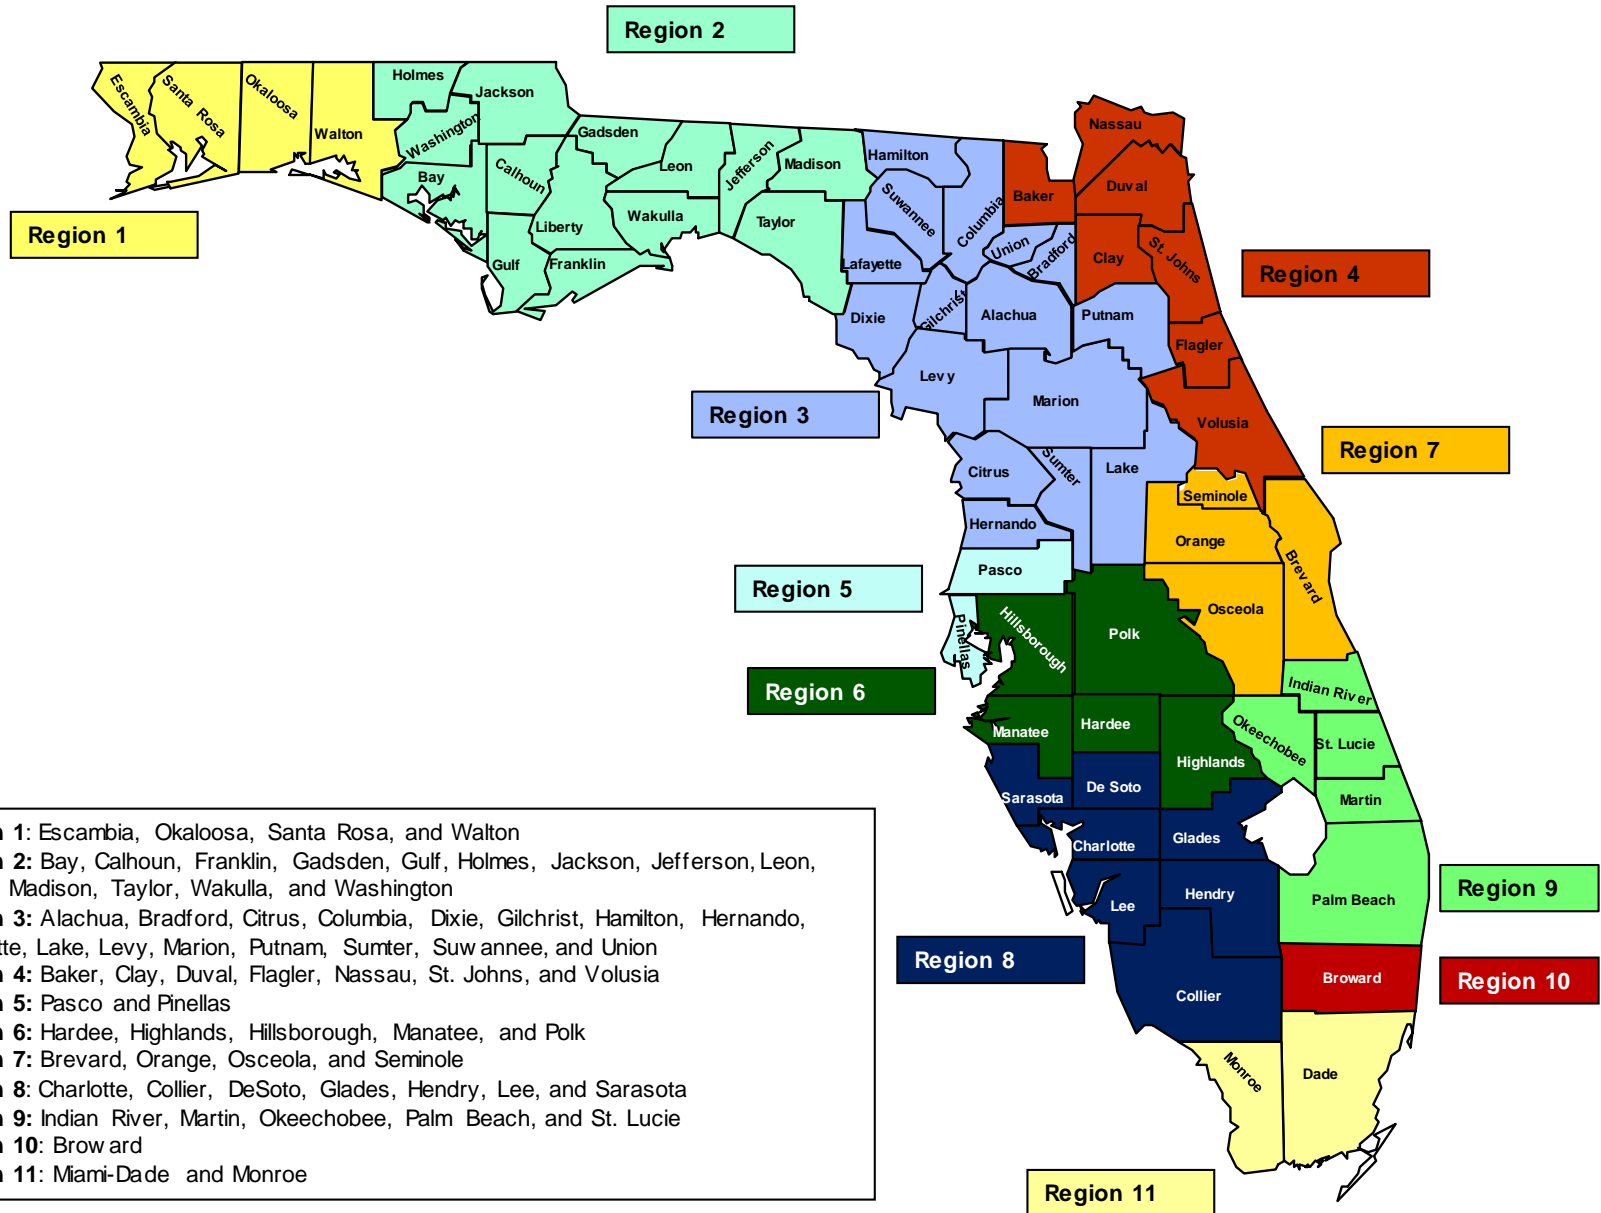 Region 2
Holmes
Jackson
Escambia
Santa Rosa
Okaloosa
Walton
Washington
Nassau
Gadsden
Leon
Jefferson
Madison
Hamilton
Bay
Calhoun
Baker
Duval
Suwannee
Columbia
Wakulla
Taylor
Region 1
Liberty
Union
Bradford
Clay
St. Johns
Gulf
Franklin
Lafayette
Region 4
Gilchrist
Dixie
Alachua
Putnam
Flagler
Levy
Marion
Region 3
Volusia
Region 7
Citrus
Sumter
Lake
Seminole
Hernando
Orange
Brevard
Pasco
Region 5
Osceola
Pinellas
Hillsborough
Polk
Region 6
Indian River
Manatee
Hardee
Okeechobee
St. Lucie
Highlands
Sarasota
De Soto
Martin
Charlotte
Glades
Region 9
Palm Beach
Hendry
Lee
Region 8
Broward
Region 10
Collier
Monroe
Dade
Region 11
n 1: Escambia, Okaloosa, Santa Rosa, and Walton
n 2: Bay, Calhoun, Franklin, Gadsden, Gulf, Holmes, Jackson, Jefferson, Leon,
Madison, Taylor, Wakulla, and Washington
n 3: Alachua, Bradford, Citrus, Columbia, Dixie, Gilchrist, Hamilton, Hernando,
tte, Lake, Levy, Marion, Putnam, Sumter, Suwannee, and Union
n 4: Baker, Clay, Duval, Flagler, Nassau, St. Johns, and Volusia
n 5: Pasco and Pinellas
n 6: Hardee, Highlands, Hillsborough, Manatee, and Polk
n 7: Brevard, Orange, Osceola, and Seminole
n 8: Charlotte, Collier, DeSoto, Glades, Hendry, Lee, and Sarasota
n 9: Indian River, Martin, Okeechobee, Palm Beach, and St. Lucie
n 10: Broward
n 11: Miami-Dade and Monroe